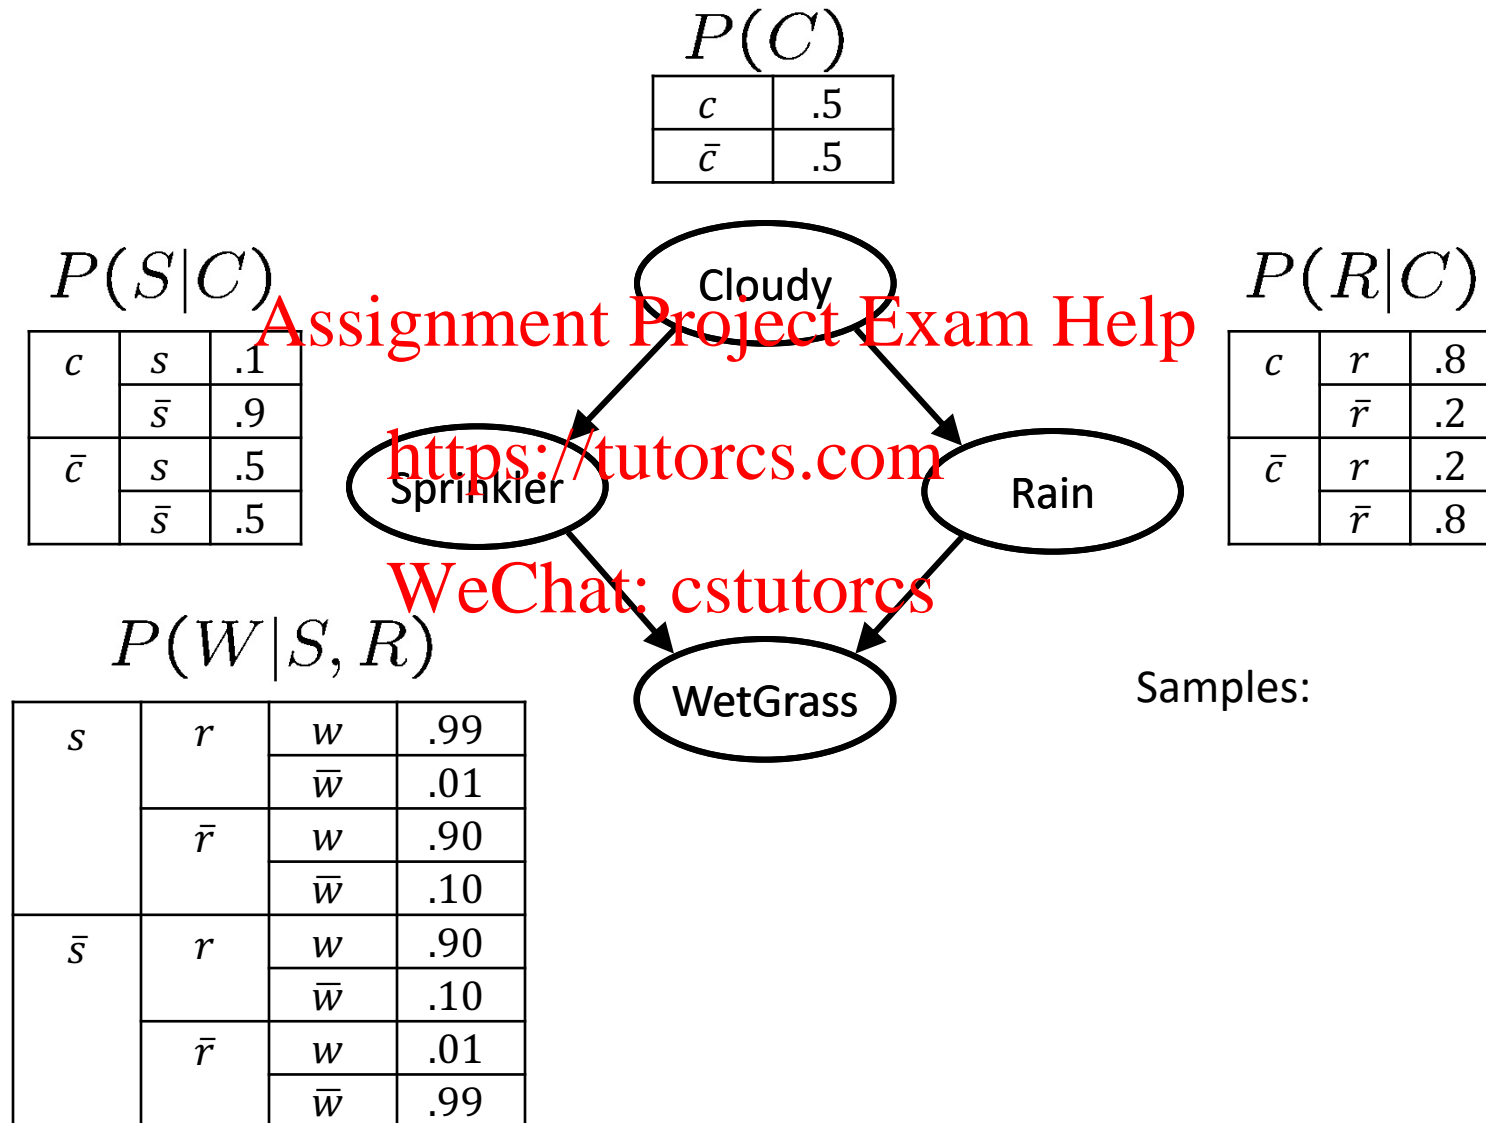 P(C)
c .5
c̄ .5
P(S|C)
c s .1
s̄ .9
c̄ s .5
s̄ .5
Cloudy
P(R|C)
c r .8
r̄ .2
c̄ r .2
r̄ .8
Assignment Project Exam Help
https://tutorcs.com
Sprinkler
Rain
WeChat: cstutorcs
P(W|S, R)
WetGrass
Samples:
s r w .99
w̄ .01
r̄ w .90
w̄ .10
s̄ r w .90
w̄ .10
r̄ w .01
w̄ .99